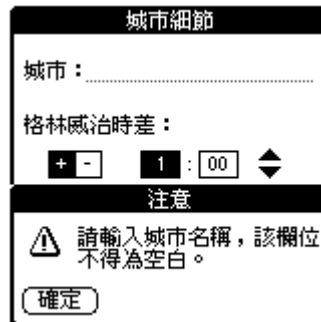 城市細節
城市：
格林威治時差：
+ - 1 : 00
注意
請輸入城市名稱，該欄位
不得為空白。
確定